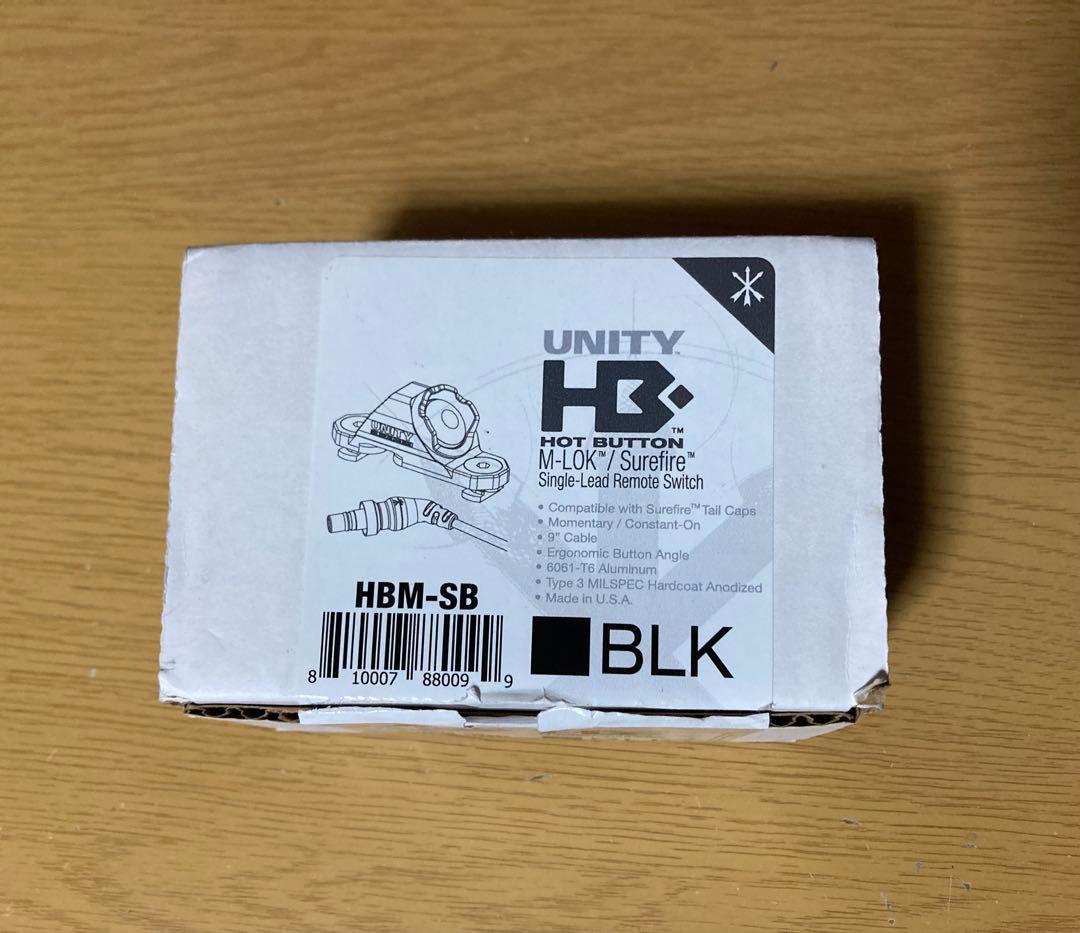 UNITY™
HB™
HOT BUTTON
M-LOK™/ Surefire™
Single-Lead Remote Switch
• Compatible with Surefire™ Tail Caps
• Momentary / Constant-On
• 9" Cable
• Ergonomic Button Angle
• 6061-T6 Aluminum
• Type 3 MILSPEC Hardcoat Anodized
• Made in U.S.A.
UNITY
HBM-SB
8 10007 88009 9
BLK